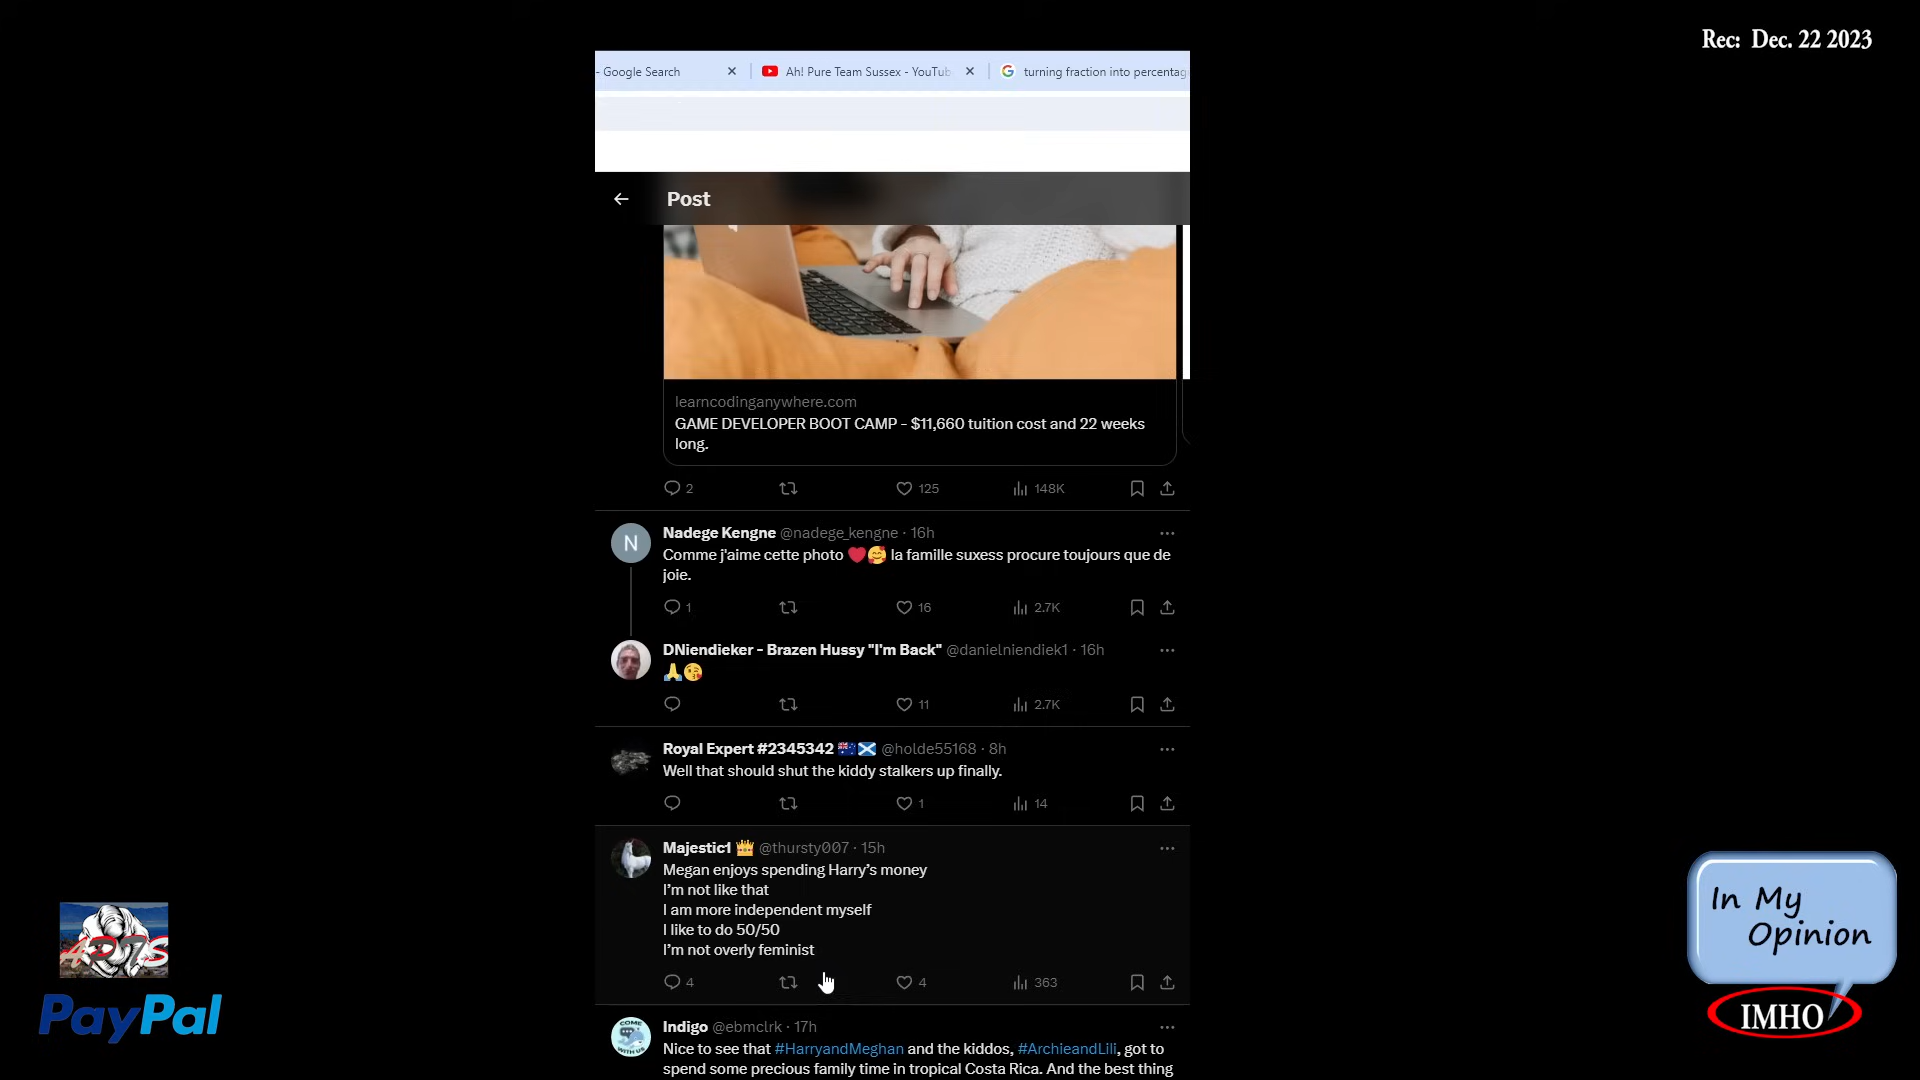 Rec: Dec. 22 2023
- Google Search
Ah! Pure Team Sussex - YouTub
turning fraction into percentag
Post
learncodinganywhere.com
GAME DEVELOPER BOOT CAMP - $11,660 tuition cost and 22 weeks
long.
2 125 148K
N
Nadege Kengne @nadege_kengne · 16h
Comme j'aime cette photo ❤️🥰 la famille suxess procure toujours que de
joie.
1 16 2.7K
DNiendieker - Brazen Hussy "I'm Back" @danielniendiek1 · 16h
🙏😘
11 2.7K
Royal Expert #2345342 🇦🇺🏴󠁧󠁢󠁳󠁣󠁴󠁿 @holde55168 · 8h
Well that should shut the kiddy stalkers up finally.
1 14
Majestic1 👑 @thursty007 · 15h
Megan enjoys spending Harry's money
I'm not like that
I am more independent myself
I like to do 50/50
I'm not overly feminist
4 4 363
COME
WITH US
Indigo @ebmclrk · 17h
Nice to see that #HarryandMeghan and the kiddos, #ArchieandLili, got to
spend some precious family time in tropical Costa Rica. And the best thing
PayPal
In My
Opinion
IMHO